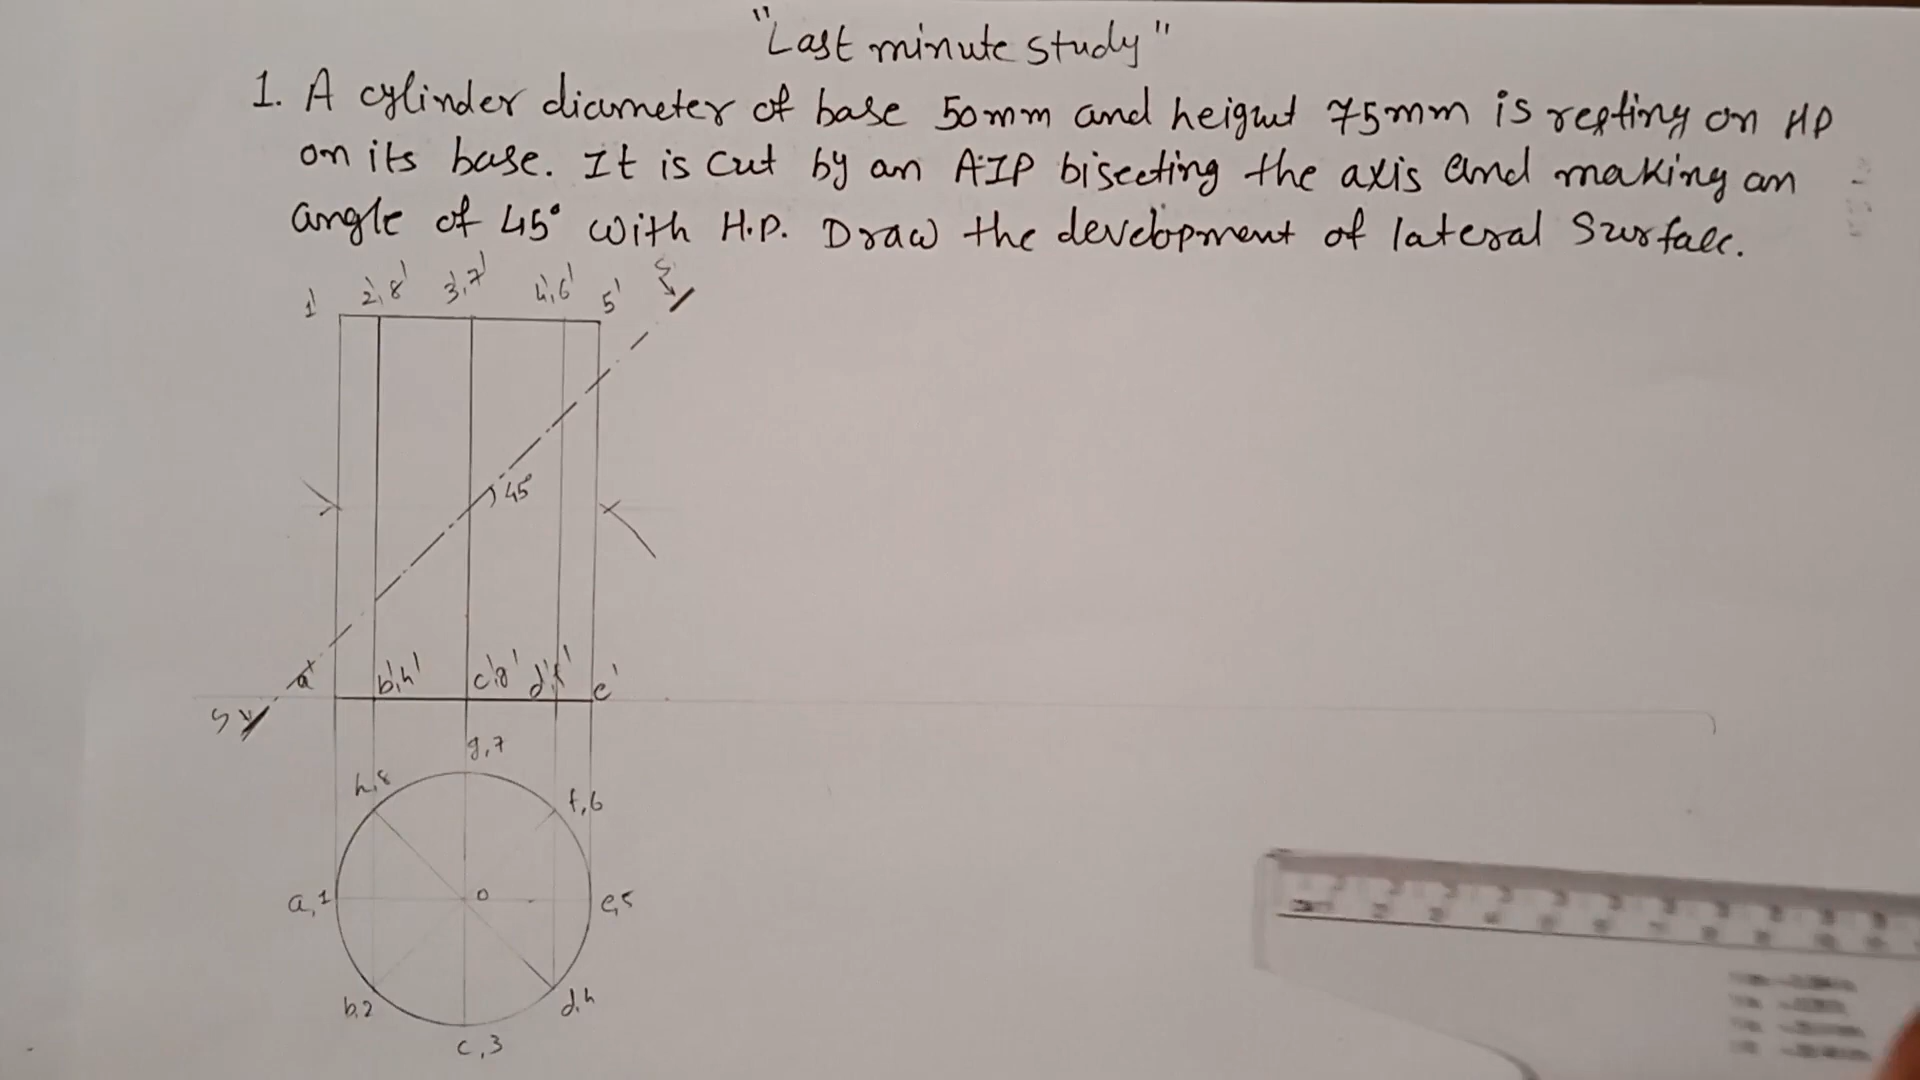 "Last minute study"
1. A cylinder diameter of base 50mm and height 75mm is resting on HP
on its base. It is cut by an AIP bisecting the axis and making an
angle of 45° with H.P. Draw the development of lateral surface.
1' 2',8' 3',7' 4',6' 5' S
45°
a' b'h' c'g' d'f' e'
S
g,7
h,8 f,6
a,1 o e,5
b,2 d,4
c,3